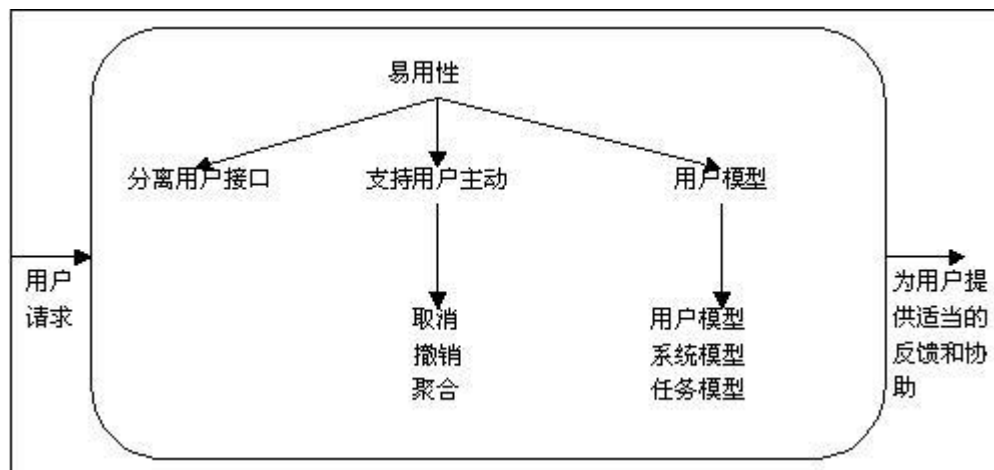 易用性
分离用户接口
支持用户主动
用户模型
用户
请求
取消
撤销
聚合
用户模型
系统模型
任务模型
为用户提
供适当的
反馈和协
助